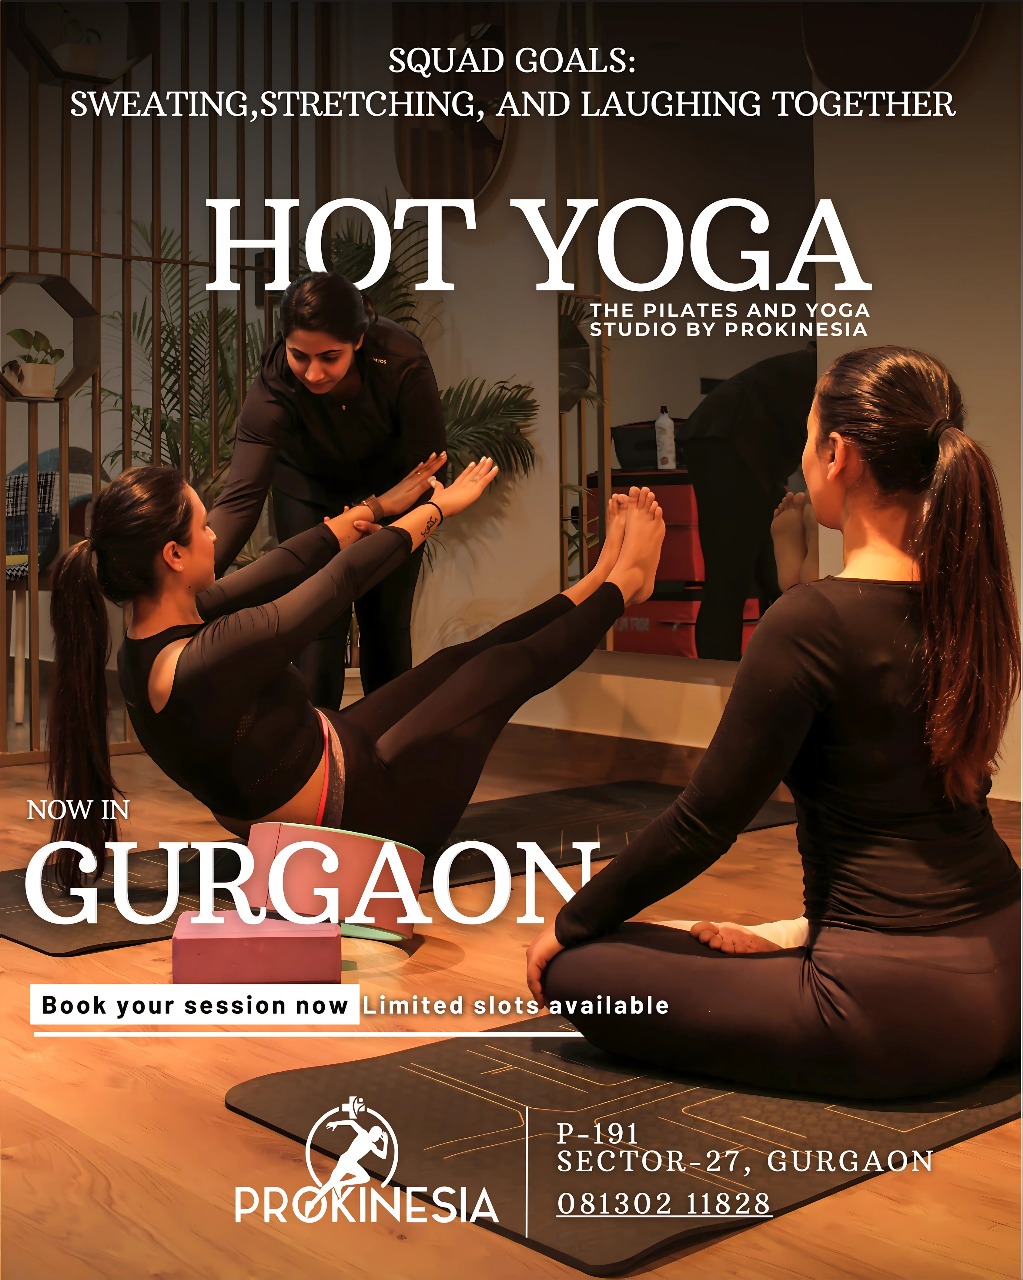 SQUAD GOALS:
SWEATING,STRETCHING, AND LAUGHING TOGETHER
HOT YOGA
THE PILATES AND YOGA
STUDIO BY PROKINESIA
NOW IN
GURGAON
Book your session now Limited slots available
PROKINESIA
P-191
SECTOR-27, GURGAON
081302 11828